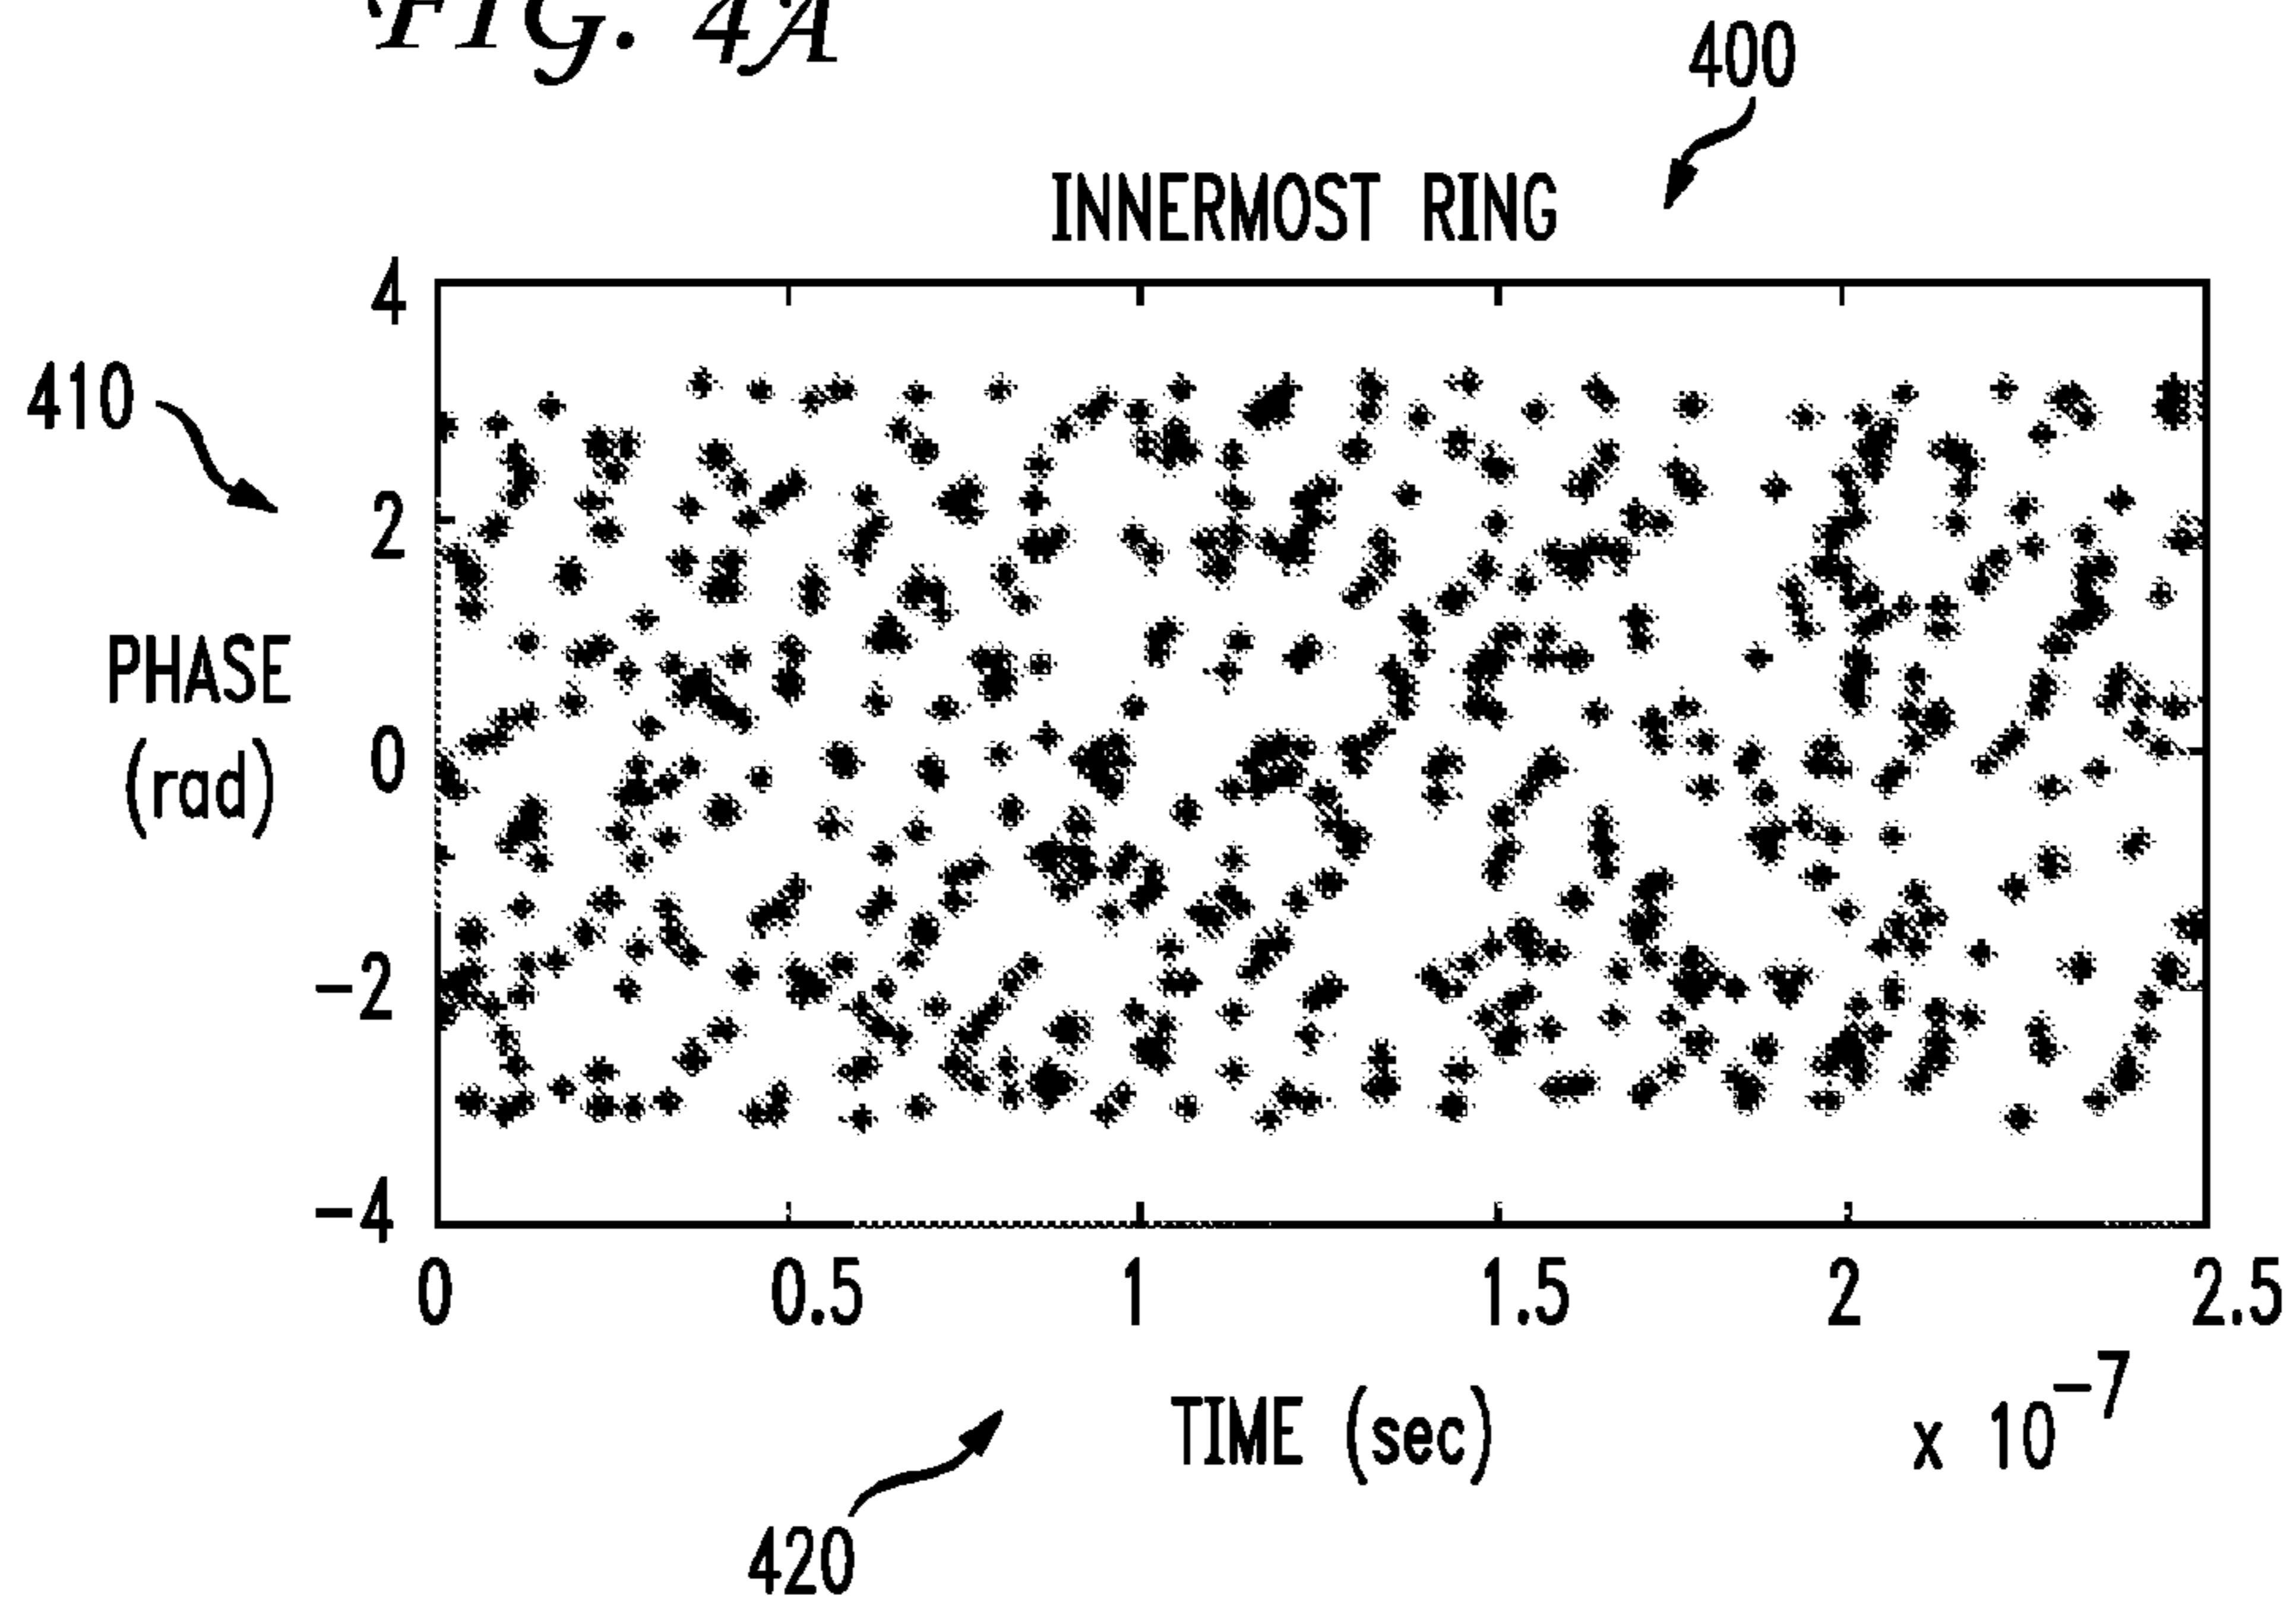 FIG. 4A
400
INNERMOST RING
410
4
2
0
-2
-4
PHASE
(rad)
0 0.5 1 1.5 2 2.5
TIME (sec)
x 10-7
420